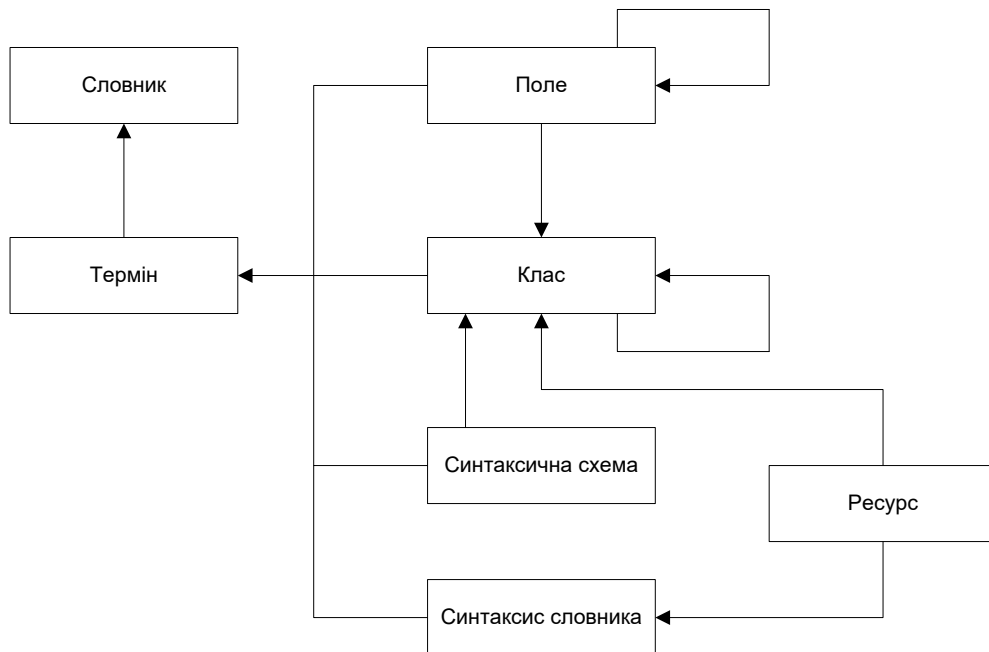 Словник
Поле
Термін
Клас
Синтаксична схема
Ресурс
Синтаксис словника